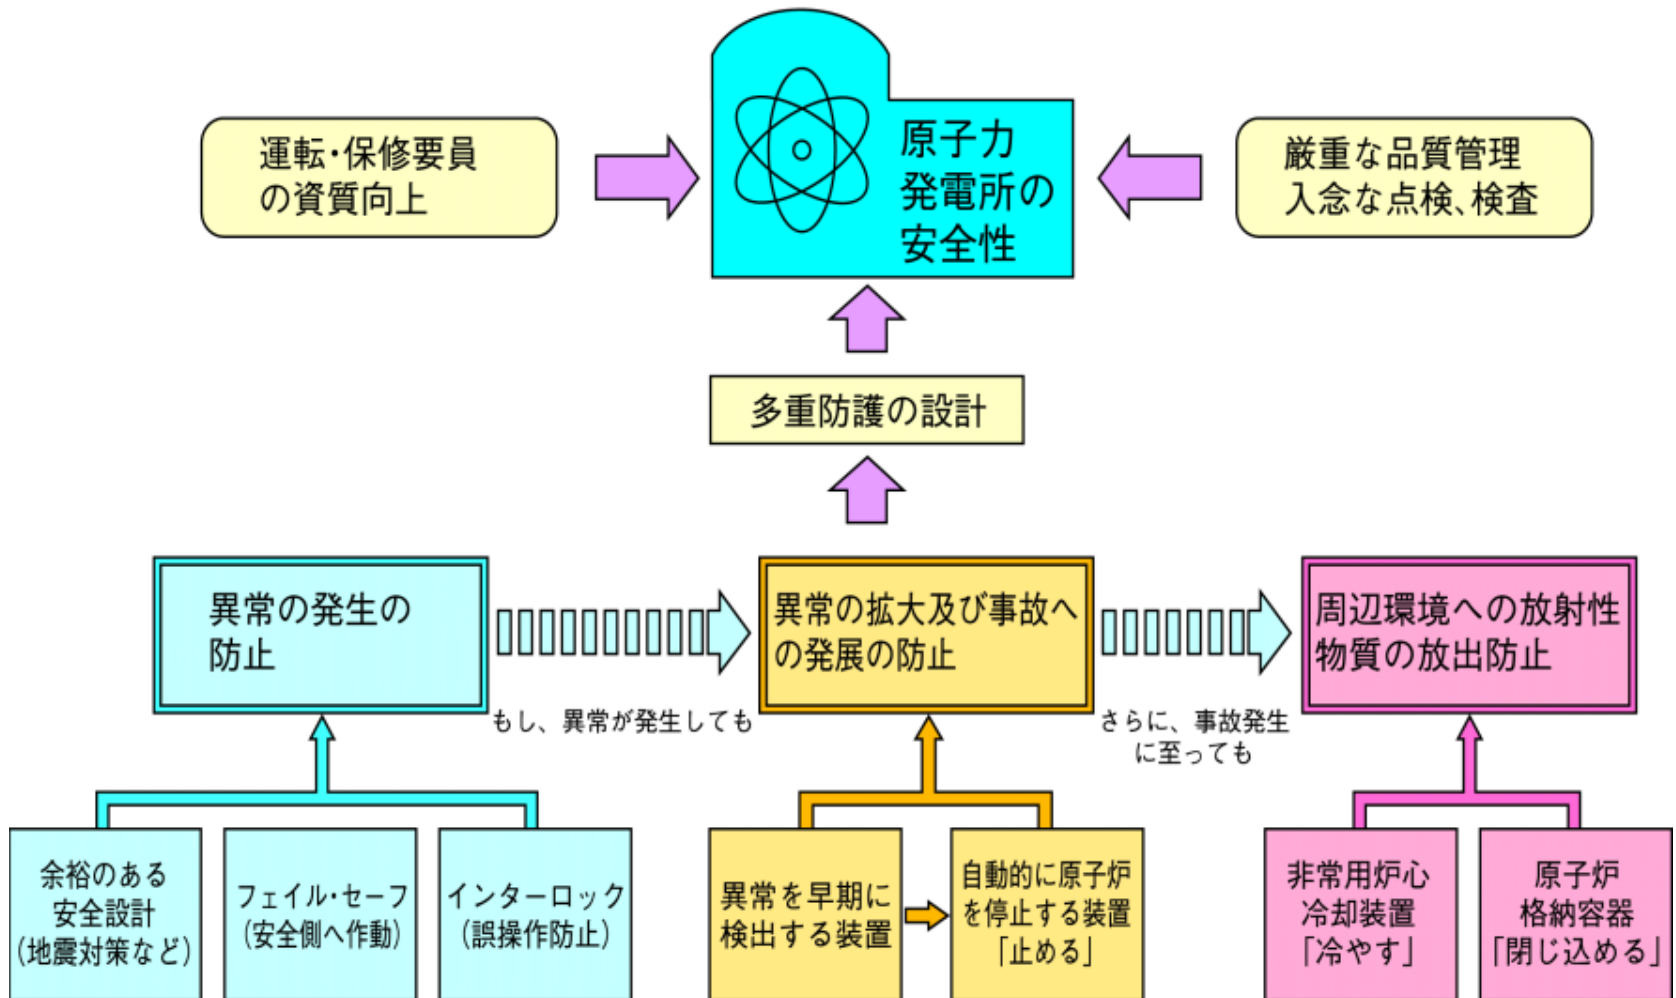 運転・保修要員
の資質向上
原子力
発電所の
安全性
厳重な品質管理
入念な点検、検査
多重防護の設計
異常の発生の
防止
もし、異常が発生しても
異常の拡大及び事故へ
の発展の防止
さらに、事故発生
に至っても
周辺環境への放射性
物質の放出防止
余裕のある
安全設計
(地震対策など)
フェイル・セーフ
(安全側へ作動)
インターロック
(誤操作防止)
異常を早期に
検出する装置
自動的に原子炉
を停止する装置
「止める」
非常用炉心
冷却装置
「冷やす」
原子炉
格納容器
「閉じ込める」